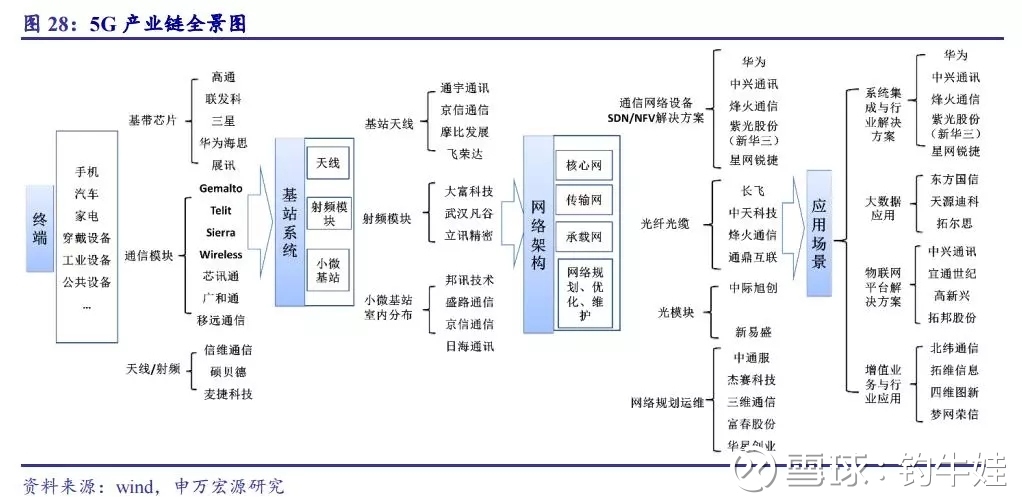 图 28：5G 产业链全景图
终端
手机
汽车
家电
穿戴设备
工业设备
公共设备
...
基带芯片
高通
联发科
三星
华为海思
展讯
通信模块
Gemalto
Telit
Sierra
Wireless
芯讯通
广和通
移远通信
天线/射频
信维通信
硕贝德
麦捷科技
基站系统
天线
射频模
块
小微
基站
基站天线
通宇通讯
京信通信
摩比发展
飞荣达
射频模块
大富科技
武汉凡谷
立讯精密
小微基站
室内分布
邦讯技术
盛路通信
京信通信
日海通讯
网络架构
核心网
传输网
承载网
网络规
划、优
化、维
护
通信网络设备
SDN/NFV解决方案
华为
中兴通讯
烽火通信
紫光股份
（新华三）
星网锐捷
光纤光缆
长飞
中天科技
烽火通信
通鼎互联
光模块
中际旭创
新易盛
网络规划运维
中通服
杰赛科技
三维通信
富春股份
华星创业
应用场景
系统集
成与行
业解决
方案
华为
中兴通讯
烽火通信
紫光股份
（新华三）
星网锐捷
大数据
应用
东方国信
天源迪科
拓尔思
物联网
平台解
决方案
中兴通讯
宜通世纪
高新兴
拓邦股份
增值业
务与行
业应用
北纬通信
拓维信息
四维图新
梦网荣信
资料来源：wind，申万宏源研究
雪球：钓牛娃